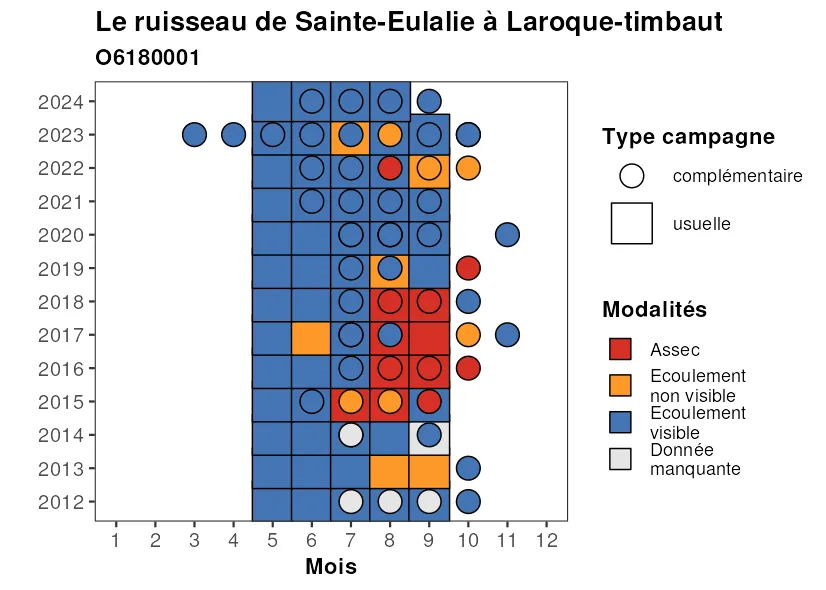 Le ruisseau de Sainte-Eulalie à Laroque-timbaut
O6180001
2024
2023
2022
2021
2020
2019
2018
2017
2016
2015
2014
2013
2012
1 2 3 4 5 6 7 8 9 10 11 12
Mois
Type campagne
complémentaire
usuelle
Modalités
Assec
Ecoulement
non visible
Ecoulement
visible
Donnée
manquante